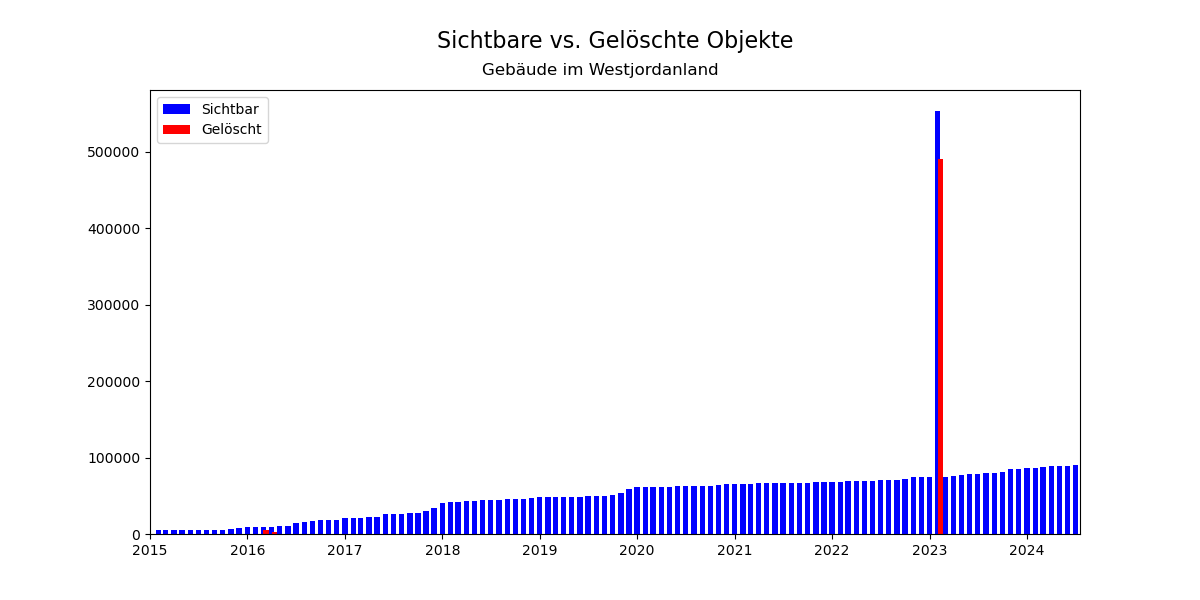 Sichtbare vs. Gelöschte Objekte
Gebäude im Westjordanland
Sichtbar
Gelöscht
500000
400000
300000
200000
100000
0
2015 2016 2017 2018 2019 2020 2021 2022 2023 2024